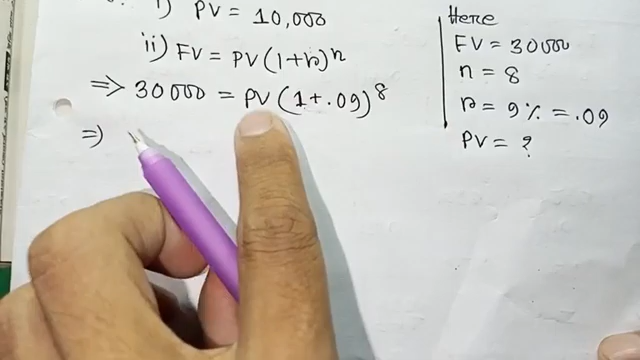 i) PV = 10,000
ii) FV = PV(1+r)^n
=> 30000 = PV(1+.09)^8
=>
Here
FV = 30000
n = 8
r = 9% = .09
PV = ?